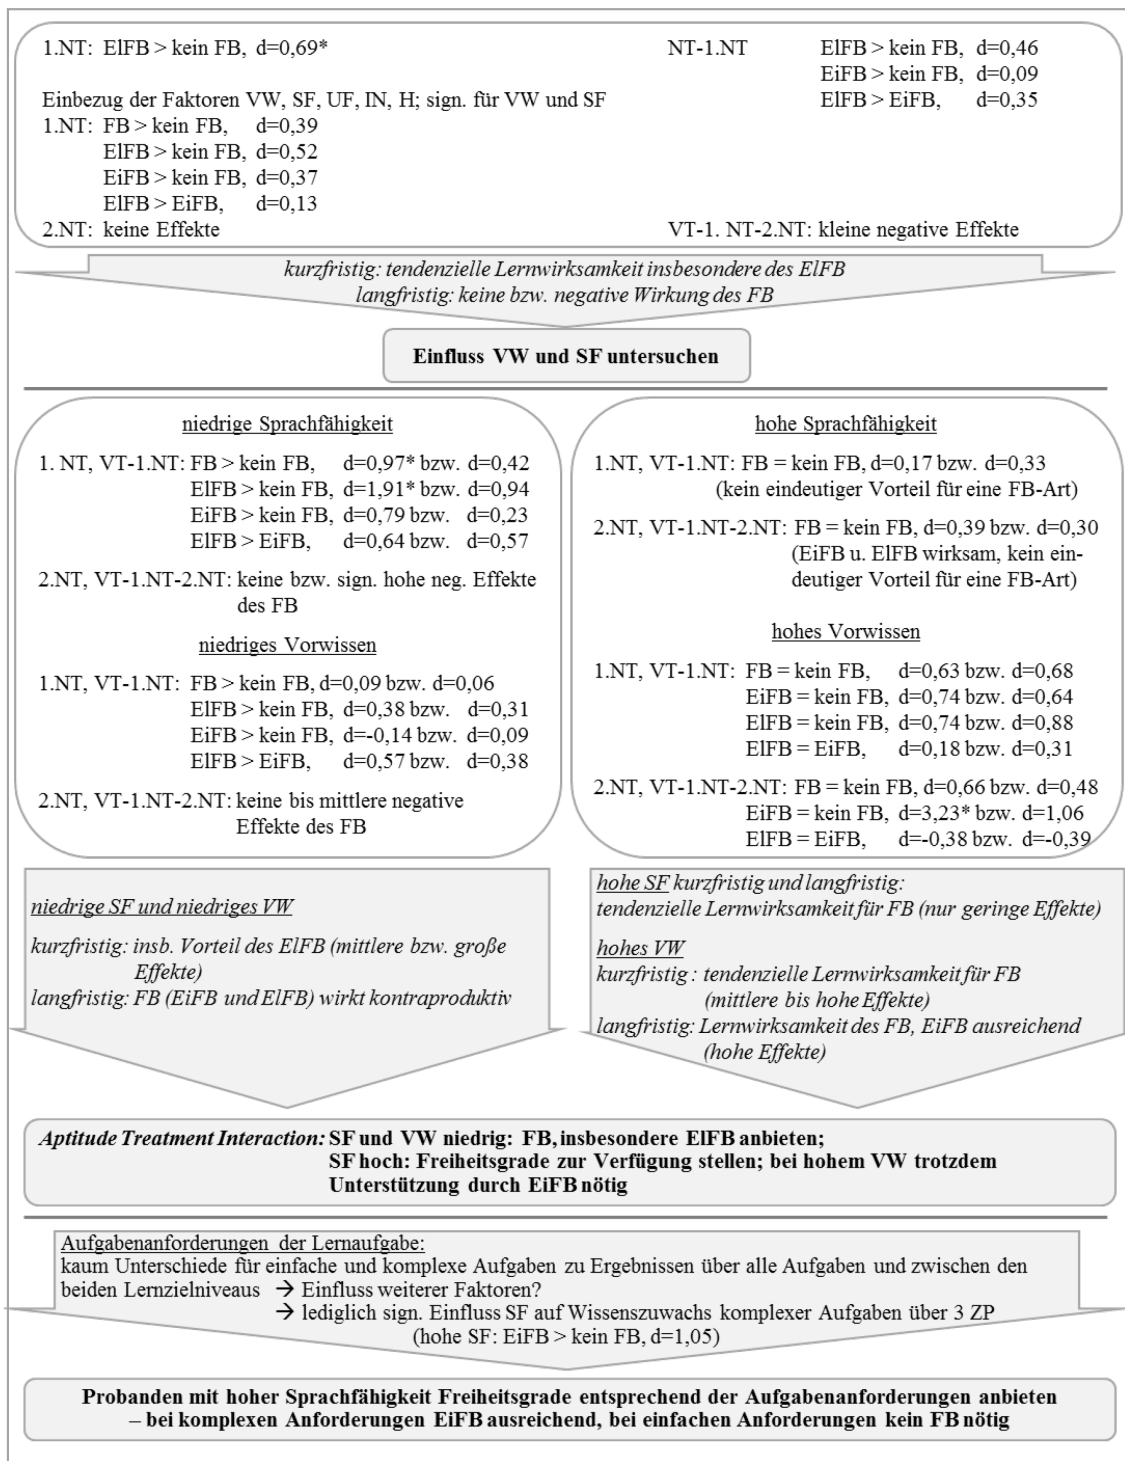 1.NT: ElFB > kein FB, d=0,69*
NT-1.NT ElFB > kein FB, d=0,46
EiFB > kein FB, d=0,09
Einbezug der Faktoren VW, SF, UF, IN, H; sign. für VW und SF
ElFB > EiFB, d=0,35
1.NT: FB > kein FB, d=0,39
ElFB > kein FB, d=0,52
EiFB > kein FB, d=0,37
ElFB > EiFB, d=0,13
2.NT: keine Effekte
VT-1. NT-2.NT: kleine negative Effekte
kurzfristig: tendenzielle Lernwirksamkeit insbesondere des ElFB
langfristig: keine bzw. negative Wirkung des FB
Einfluss VW und SF untersuchen
niedrige Sprachfähigkeit
1. NT, VT-1.NT: FB > kein FB, d=0,97* bzw. d=0,42
ElFB > kein FB, d=1,91* bzw. d=0,94
EiFB > kein FB, d=0,79 bzw. d=0,23
ElFB > EiFB, d=0,64 bzw. d=0,57
2.NT, VT-1.NT-2.NT: keine bzw. sign. hohe neg. Effekte
des FB
niedriges Vorwissen
1.NT, VT-1.NT: FB > kein FB, d=0,09 bzw. d=0,06
ElFB > kein FB, d=0,38 bzw. d=0,31
EiFB > kein FB, d=-0,14 bzw. d=0,09
ElFB > EiFB, d=0,57 bzw. d=0,38
2.NT, VT-1.NT-2.NT: keine bis mittlere negative
Effekte des FB
hohe Sprachfähigkeit
1.NT, VT-1.NT: FB = kein FB, d=0,17 bzw. d=0,33
(kein eindeutiger Vorteil für eine FB-Art)
2.NT, VT-1.NT-2.NT: FB = kein FB, d=0,39 bzw. d=0,30
(EiFB u. ElFB wirksam, kein ein-
deutiger Vorteil für eine FB-Art)
hohes Vorwissen
1.NT, VT-1.NT: FB = kein FB, d=0,63 bzw. d=0,68
EiFB = kein FB, d=0,74 bzw. d=0,64
ElFB = kein FB, d=0,74 bzw. d=0,88
ElFB = EiFB, d=0,18 bzw. d=0,31
2.NT, VT-1.NT-2.NT: FB = kein FB, d=0,66 bzw. d=0,48
EiFB = kein FB, d=3,23* bzw. d=1,06
ElFB = EiFB, d=-0,38 bzw. d=-0,39
niedrige SF und niedriges VW
kurzfristig: insb. Vorteil des ElFB (mittlere bzw. große
Effekte)
langfristig: FB (EiFB und ElFB) wirkt kontraproduktiv
hohe SF kurzfristig und langfristig:
tendenzielle Lernwirksamkeit für FB (nur geringe Effekte)
hohes VW
kurzfristig : tendenzielle Lernwirksamkeit für FB
(mittlere bis hohe Effekte)
langfristig: Lernwirksamkeit des FB, EiFB ausreichend
(hohe Effekte)
Aptitude Treatment Interaction: SF und VW niedrig: FB, insbesondere ElFB anbieten;
SF hoch: Freiheitsgrade zur Verfügung stellen; bei hohem VW trotzdem
Unterstützung durch EiFB nötig
Aufgabenanforderungen der Lernaufgabe:
kaum Unterschiede für einfache und komplexe Aufgaben zu Ergebnissen über alle Aufgaben und zwischen den
beiden Lernzielniveaus → Einfluss weiterer Faktoren?
→ lediglich sign. Einfluss SF auf Wissenszuwachs komplexer Aufgaben über 3 ZP
(hohe SF: EiFB > kein FB, d=1,05)
Probanden mit hoher Sprachfähigkeit Freiheitsgrade entsprechend der Aufgabenanforderungen anbieten
– bei komplexen Anforderungen EiFB ausreichend, bei einfachen Anforderungen kein FB nötig